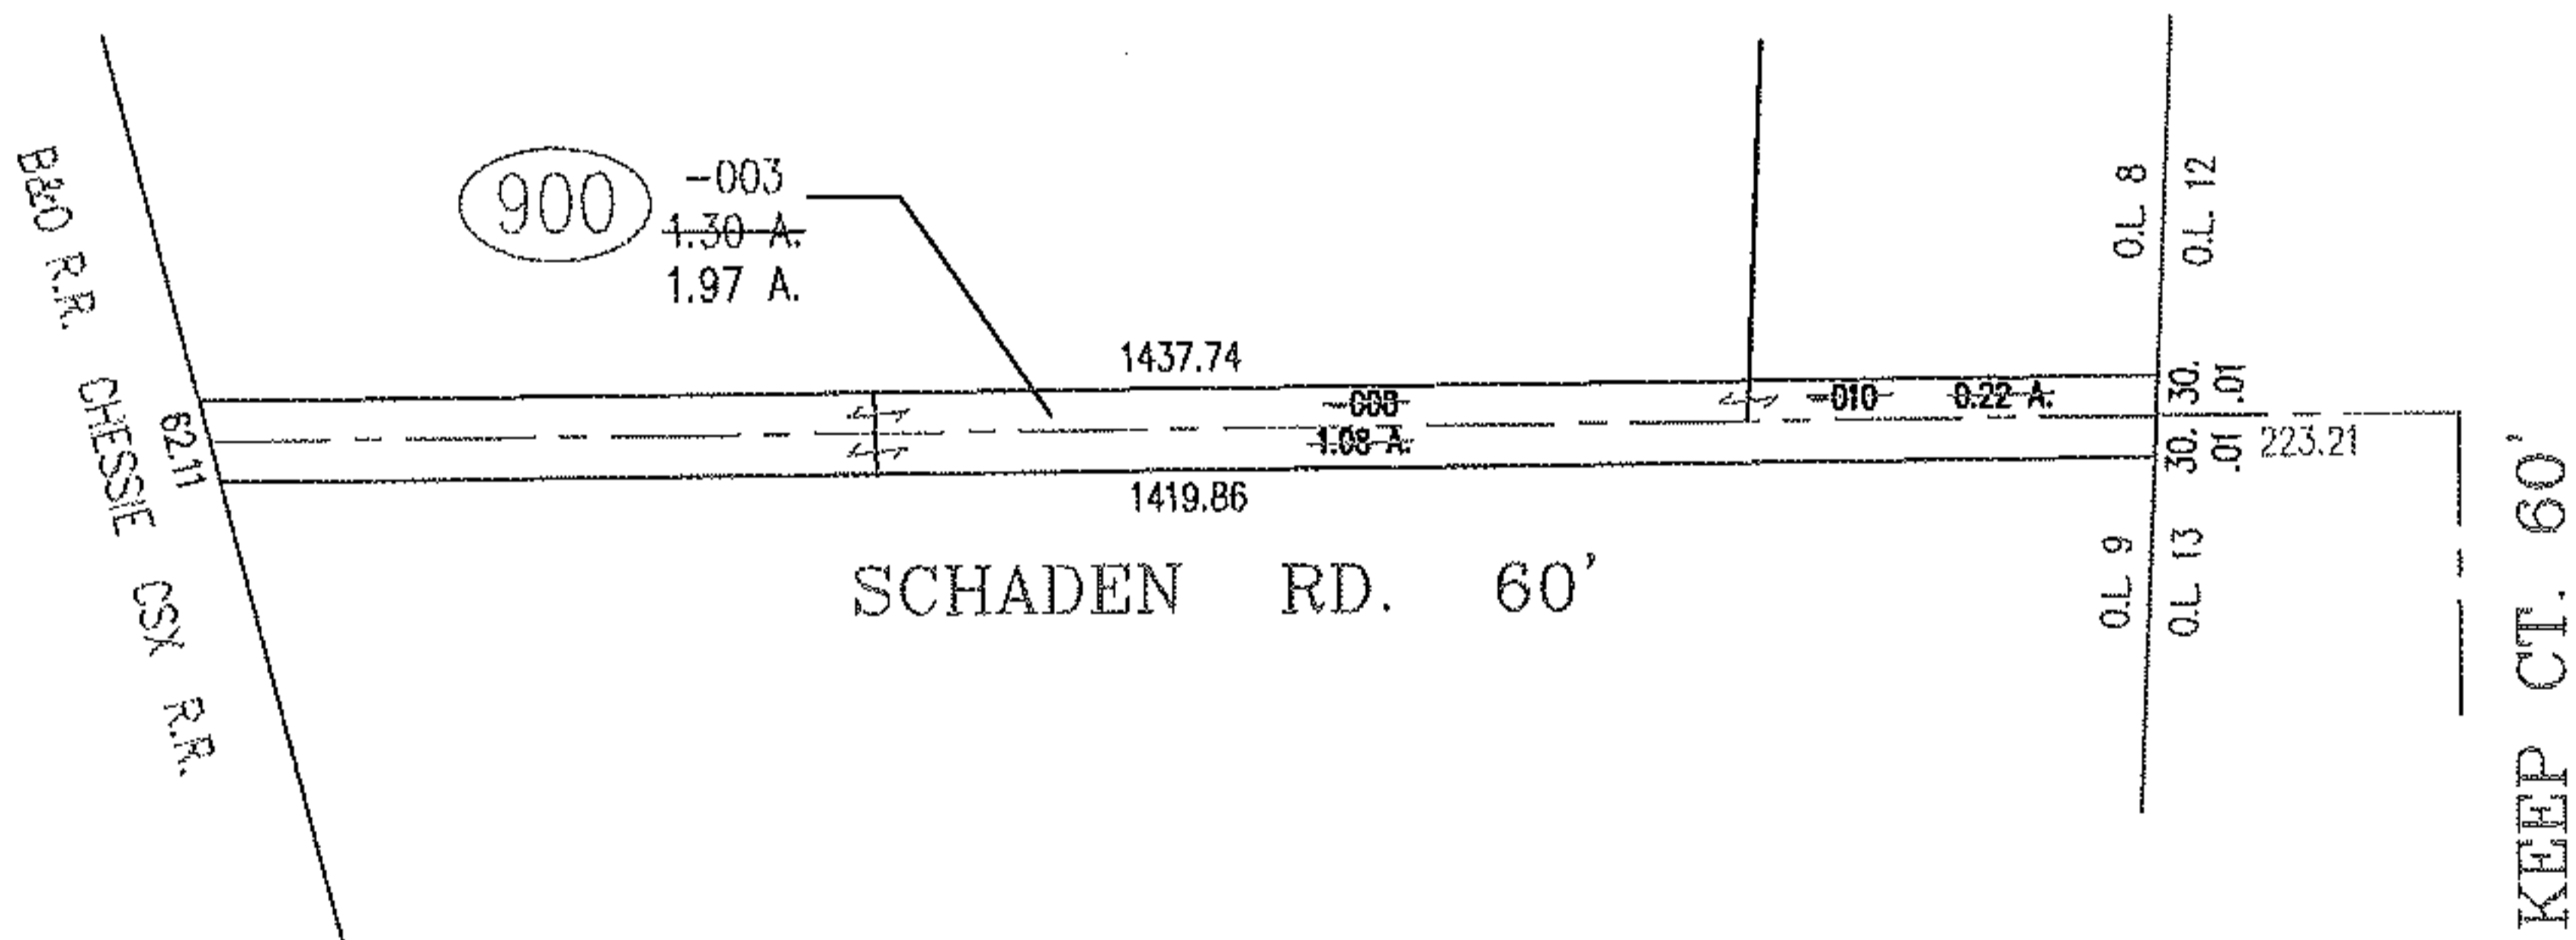 B&O R.R. CHESSIE CSX R.R.
62.11
900
-003
1.30 A.
1.97 A.
1437.74
-008
1.08 A.
-010 0.22 A.
1419.86
SCHADEN RD. 60'
O.L. 8
O.L. 12
30.
.01
30.
.01
223.21
O.L. 9
O.L. 13
KEEP CT. 60'